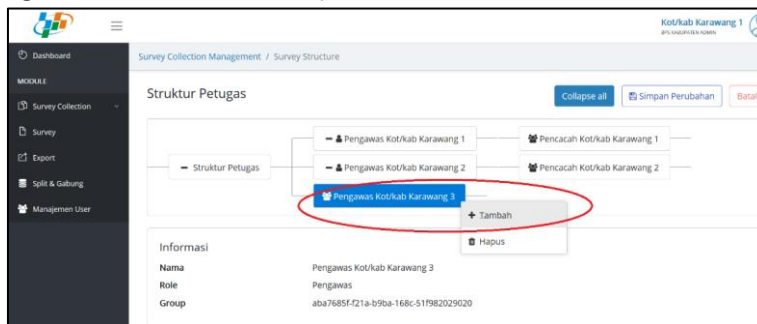 Kot/kab Karawang 1
BPS KABUPATEN ADMIN
Dashboard
Survey Collection Management / Survey Structure
MODULE
Survey Collection
Survey
Export
Split & Gabung
Manajemen User
Struktur Petugas
Collapse all
Simpan Perubahan
Batal
Struktur Petugas
Pengawas Kot/kab Karawang 1
Pencacah Kot/kab Karawang 1
Pengawas Kot/kab Karawang 2
Pencacah Kot/kab Karawang 2
Pengawas Kot/kab Karawang 3
+ Tambah
Hapus
Informasi
Nama Pengawas Kot/kab Karawang 3
Role Pengawas
Group aba7685f-f21a-b9ba-168c-51f982029020